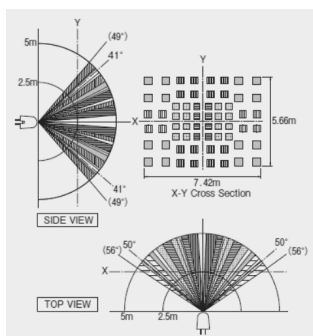 Y
5m
(49°)
41°
2.5m
X
41°
(49°)
SIDE VIEW
Y
X
5.66m
7.42m
X-Y Cross Section
50°
(56°)
50°
(56°)
X
TOP VIEW
5m
2.5m